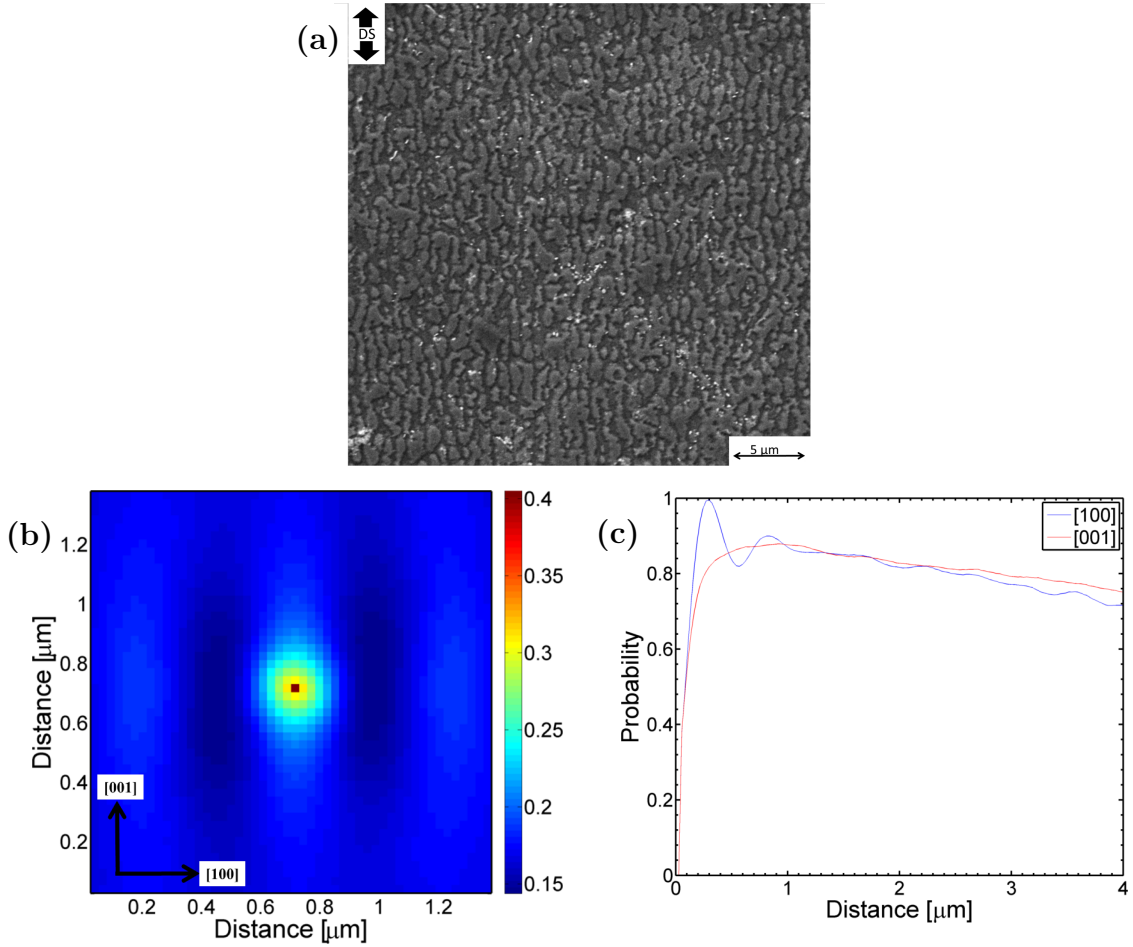 (a)
DS
5 µm
(b)
Distance [µm]
1.2
1
0.8
0.6
0.4
0.2
[001]
[100]
0.2 0.4 0.6 0.8 1 1.2
Distance [µm]
0.4
0.35
0.3
0.25
0.2
0.15
(c)
Probability
1
0.8
0.6
0.4
0.2
0
[100]
[001]
0 1 2 3 4
Distance [µm]